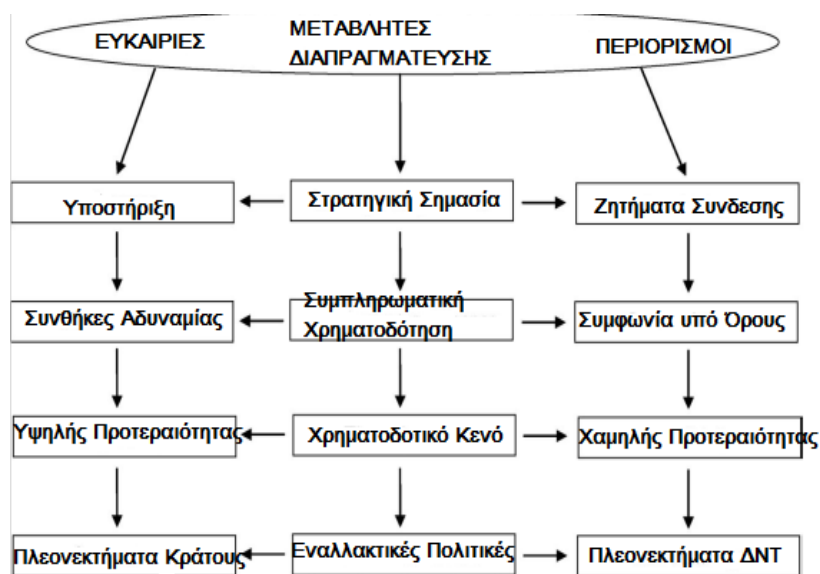 ΕΥΚΑΙΡΙΕΣ
ΜΕΤΑΒΛΗΤΕΣ
ΔΙΑΠΡΑΓΜΑΤΕΥΣΗΣ
ΠΕΡΙΟΡΙΣΜΟΙ
Υποστήριξη
Στρατηγική Σημασία
Ζητήματα Συνδεσης
Συνθήκες Αδυναμίας
Συμπληρωματική
Χρηματοδότηση
Συμφωνία υπό Όρους
Υψηλής Προτεραιότητας
Χρηματοδοτικό Κενό
Χαμηλής Προτεραιότητας
Πλεονεκτήματα Κράτους
Εναλλακτικές Πολιτικές
Πλεονεκτήματα ΔΝΤ